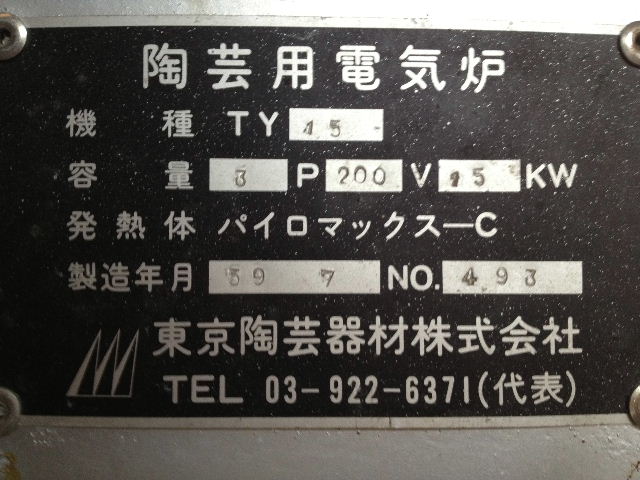 陶芸用電気炉
機種 TY 15-
容量 3 P 200 V 15 KW
発熱体 パイロマックスーC
製造年月 59 7 NO. 493
東京陶芸器材株式会社
TEL 03-922-6371(代表)